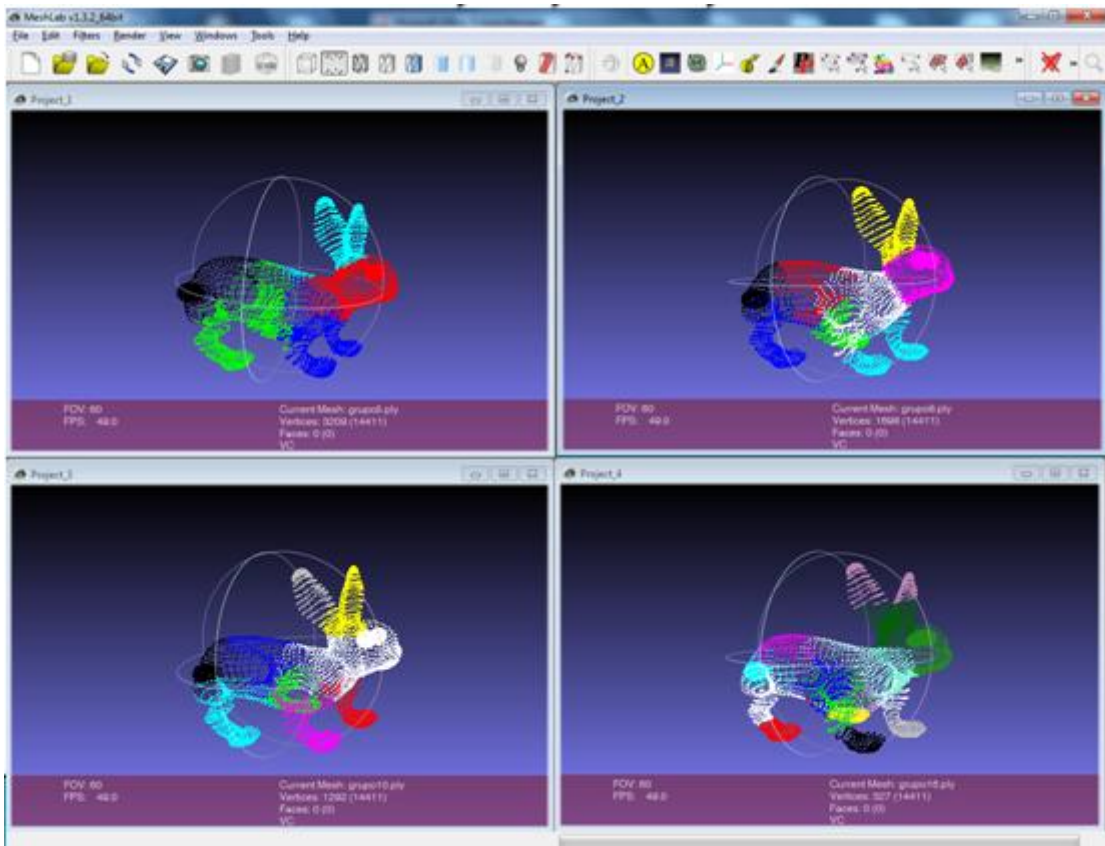 MeshLab v1.3.2_64bit
File Edit Filters Render View Windows Tools Help
Project_1
FOV: 60
FPS: 49.0
Current Mesh: grupo5.ply
Vertices: 3209 (14411)
Faces: 0 (0)
VC
Project_2
FOV: 60
FPS: 49.0
Current Mesh: grupo8.ply
Vertices: 1698 (14411)
Faces: 0 (0)
VC
Project_3
FOV: 60
FPS: 49.0
Current Mesh: grupo10.ply
Vertices: 1292 (14411)
Faces: 0 (0)
VC
Project_4
FOV: 60
FPS: 49.0
Current Mesh: grupo16.ply
Vertices: 527 (14411)
Faces: 0 (0)
VC